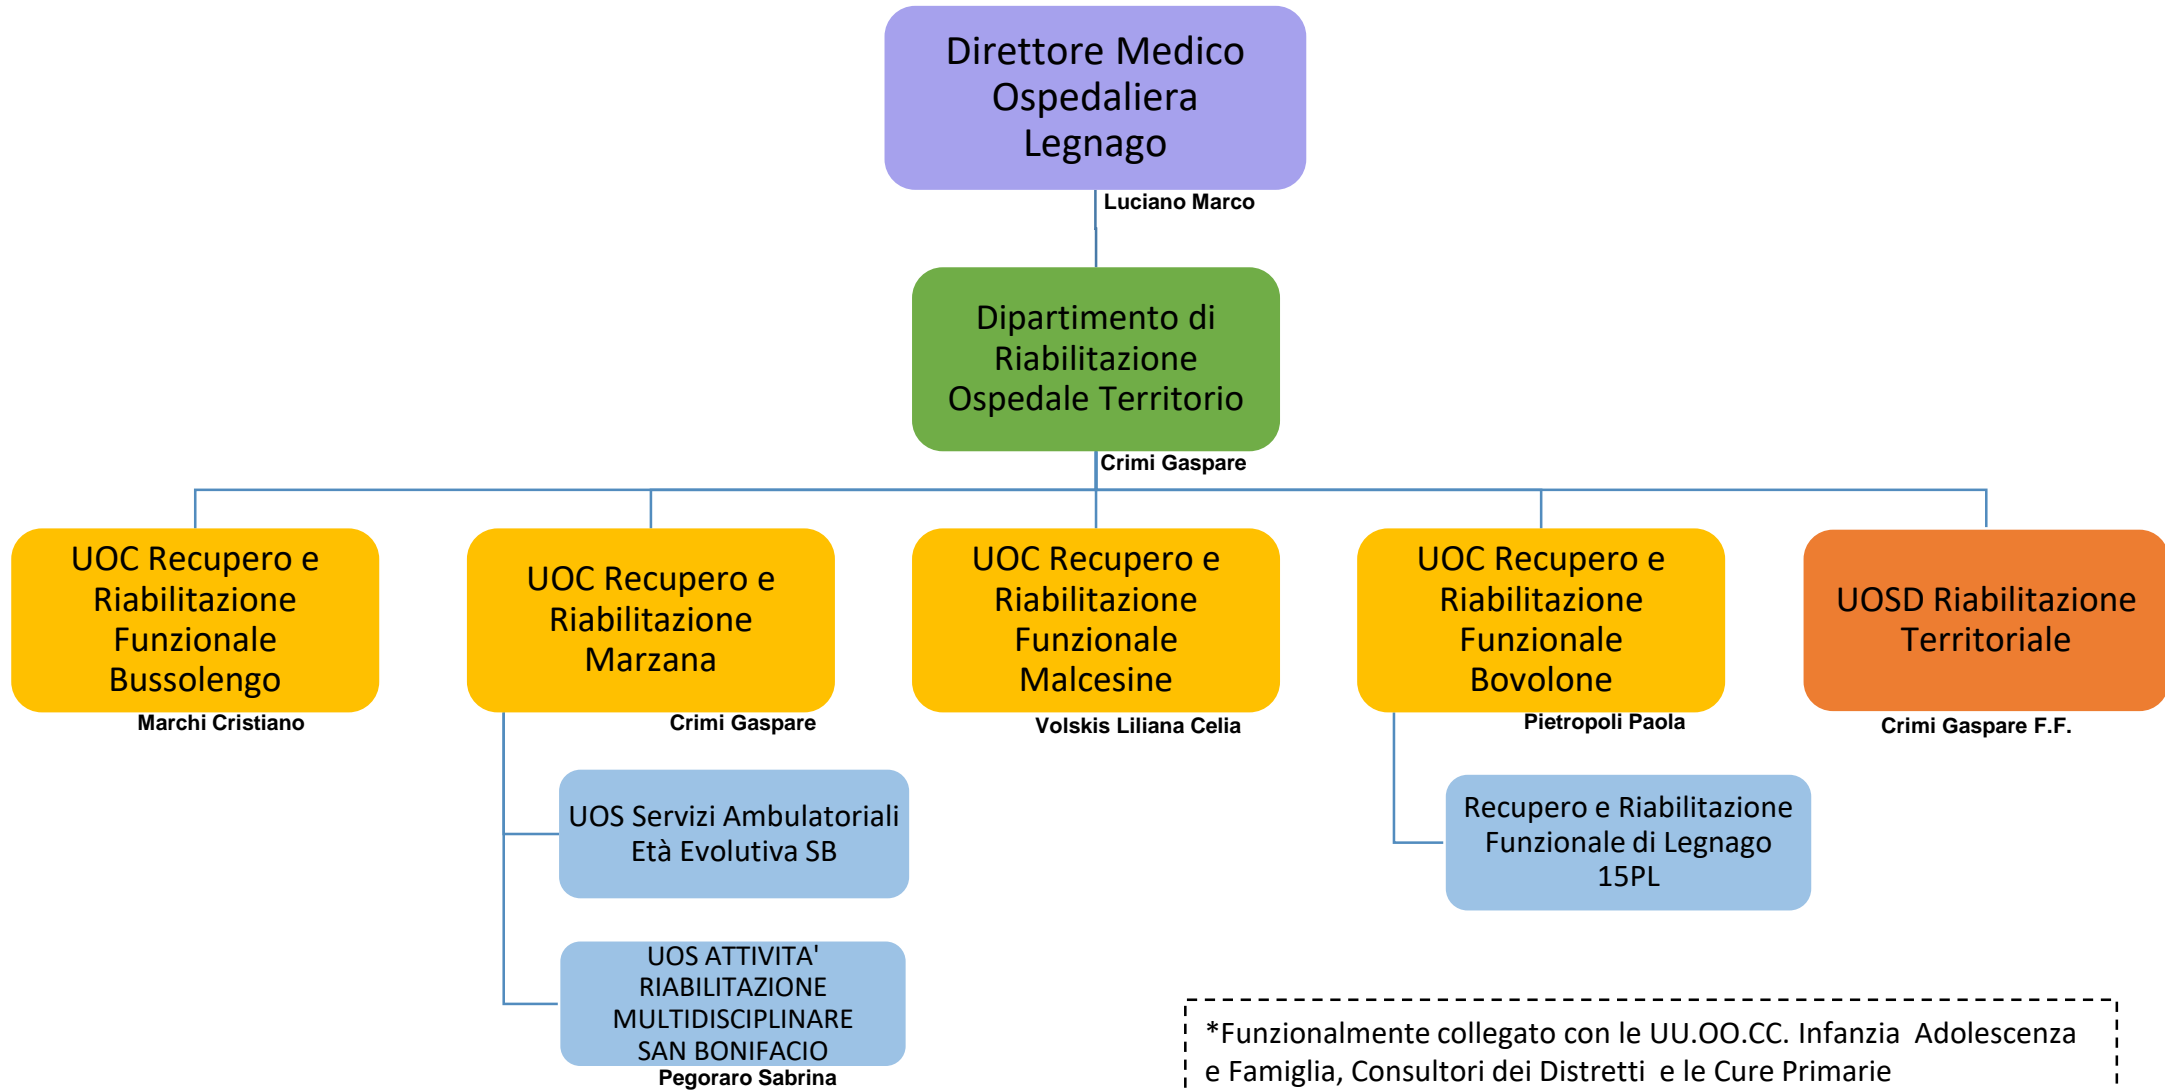 Direttore Medico
Ospedaliera
Legnago
Luciano Marco
Dipartimento di
Riabilitazione
Ospedale Territorio
Crimi Gaspare
UOC Recupero e
Riabilitazione
Funzionale
Bussolengo
Marchi Cristiano
UOC Recupero e
Riabilitazione
Marzana
Crimi Gaspare
UOS Servizi Ambulatoriali
Età Evolutiva SB
UOS ATTIVITA'
RIABILITAZIONE
MULTIDISCIPLINARE
SAN BONIFACIO
Pegoraro Sabrina
UOC Recupero e
Riabilitazione
Funzionale
Malcesine
Volskis Liliana Celia
UOC Recupero e
Riabilitazione
Funzionale
Bovolone
Pietropoli Paola
Recupero e Riabilitazione
Funzionale di Legnago
15PL
UOSD Riabilitazione
Territoriale
Crimi Gaspare F.F.
*Funzionalmente collegato con le UU.OO.CC. Infanzia Adolescenza
e Famiglia, Consultori dei Distretti e le Cure Primarie